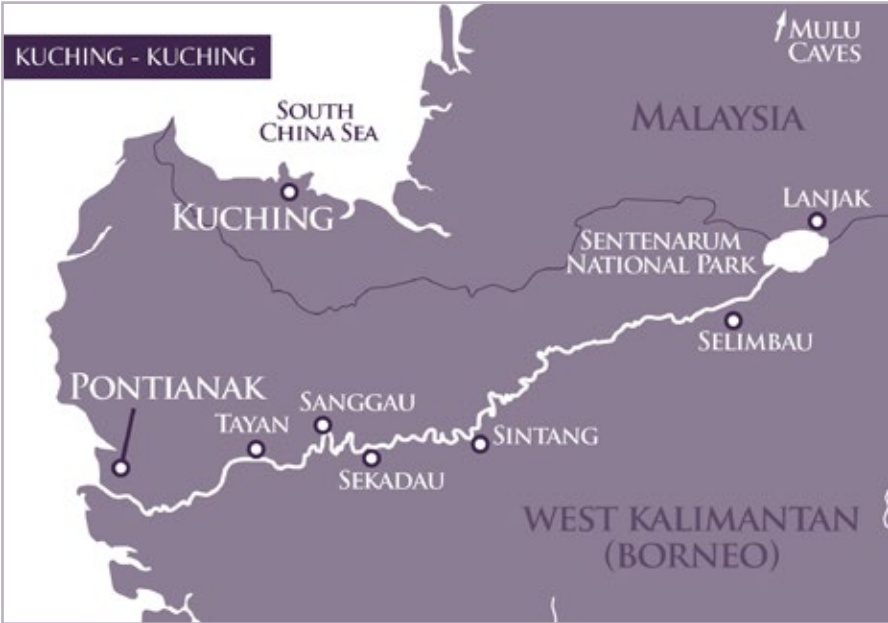 KUCHING - KUCHING
MULU
CAVES
SOUTH
CHINA SEA
MALAYSIA
KUCHING
LANJAK
SENTENARUM
NATIONAL PARK
SELIMBAU
PONTIANAK
SANGGAU
TAYAN
SINTANG
SEKADAU
WEST KALIMANTAN
(BORNEO)